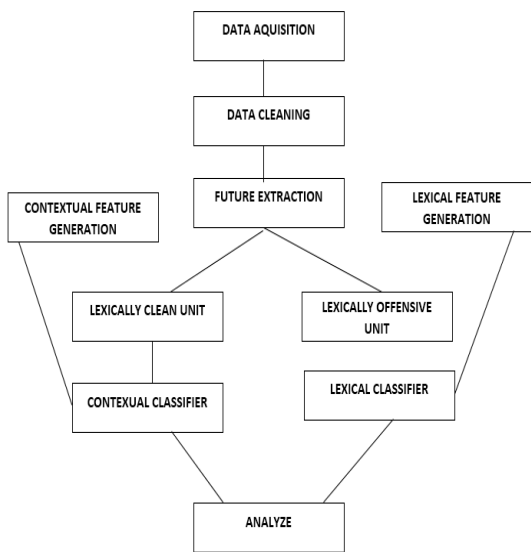 DATA AQUISITION
DATA CLEANING
FUTURE EXTRACTION
CONTEXTUAL FEATURE
GENERATION
LEXICAL FEATURE
GENERATION
LEXICALLY CLEAN UNIT
LEXICALLY OFFENSIVE
UNIT
CONTEXUAL CLASSIFIER
LEXICAL CLASSIFIER
ANALYZE